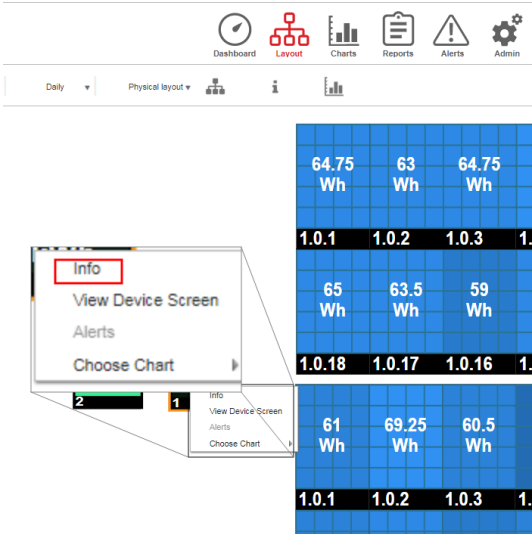 Dashboard Layout Charts Reports Alerts Admin
Daily Physical layout
64.75 Wh 63 Wh 64.75 Wh
1.0.1 1.0.2 1.0.3 1.
65 Wh 63.5 Wh 59 Wh
1.0.18 1.0.17 1.0.16 1.
Info
View Device Screen
Alerts
Choose Chart
2 1
Info
View Device Screen
Alerts
Choose Chart
61 Wh 69.25 Wh 60.5 Wh
1.0.1 1.0.2 1.0.3 1.